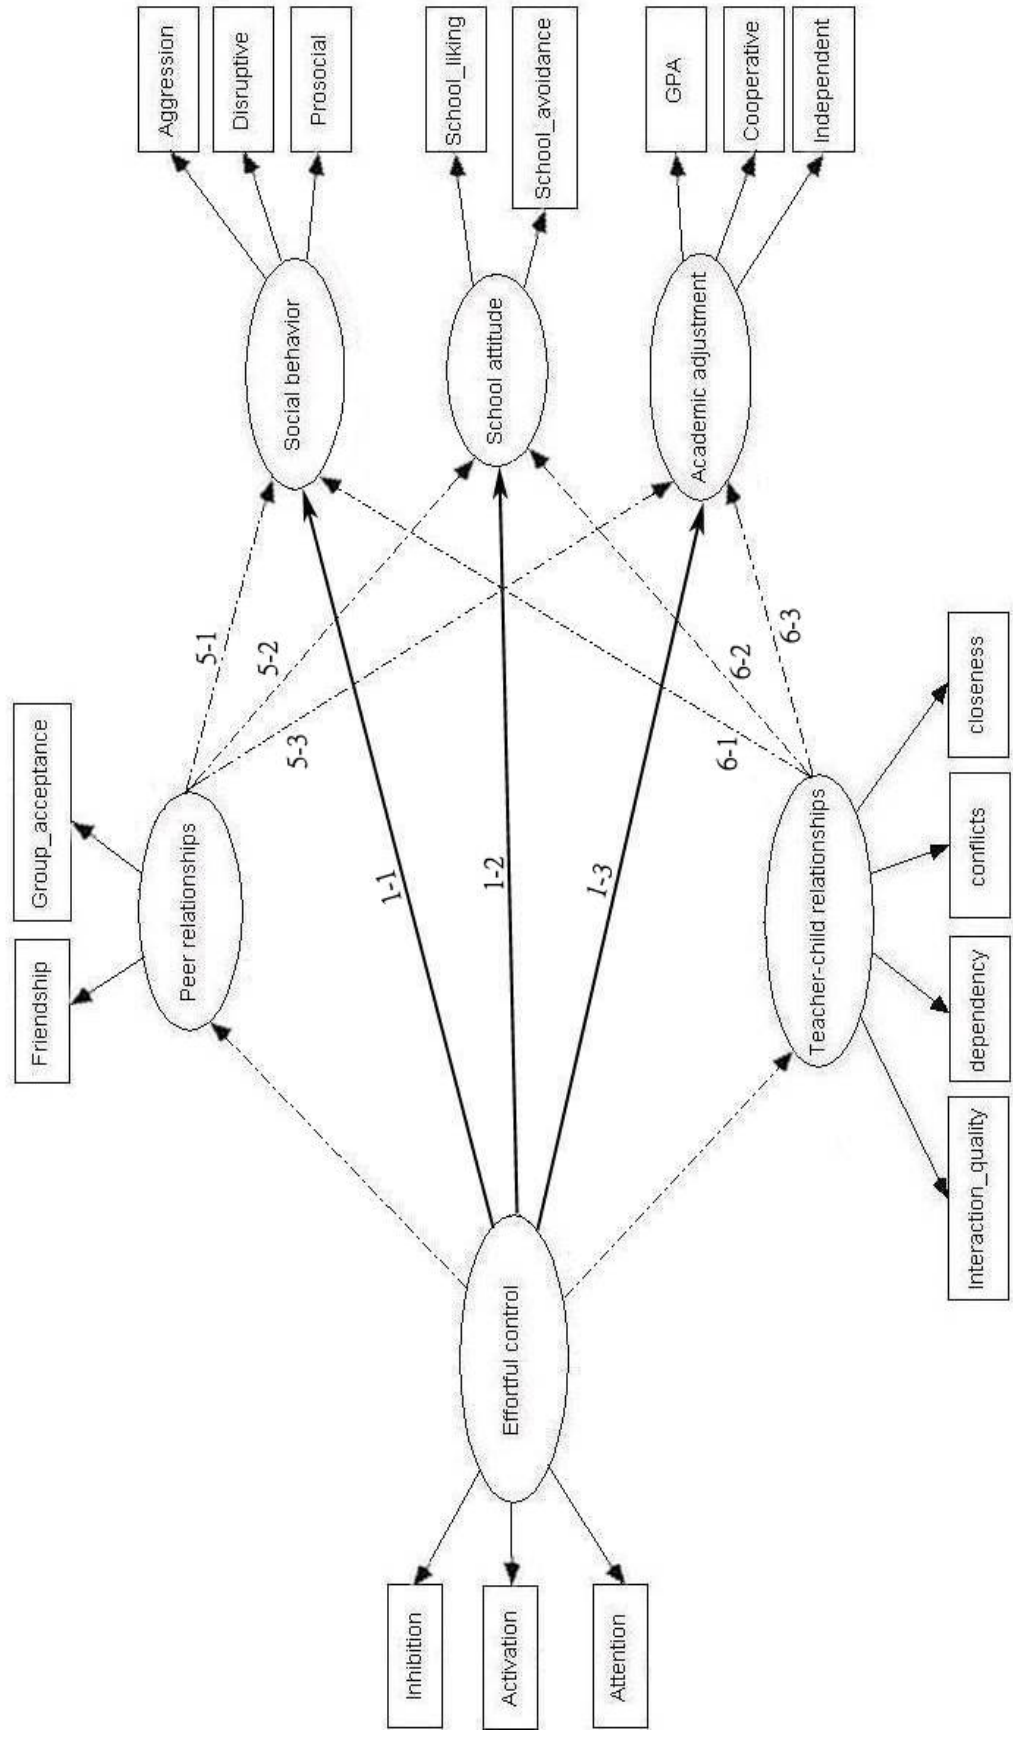 Friendship
Group_acceptance
Peer relationships
5-1
5-2
5-3
Inhibition
Activation
Attention
Effortful control
1-1
1-2
1-3
Social behavior
Aggression
Disruptive
Prosocial
School attitude
School_liking
School_avoidance
Academic adjustment
GPA
Cooperative
Independent
6-1
6-2
6-3
Teacher-child relationships
Interaction_quality
dependency
conflicts
closeness